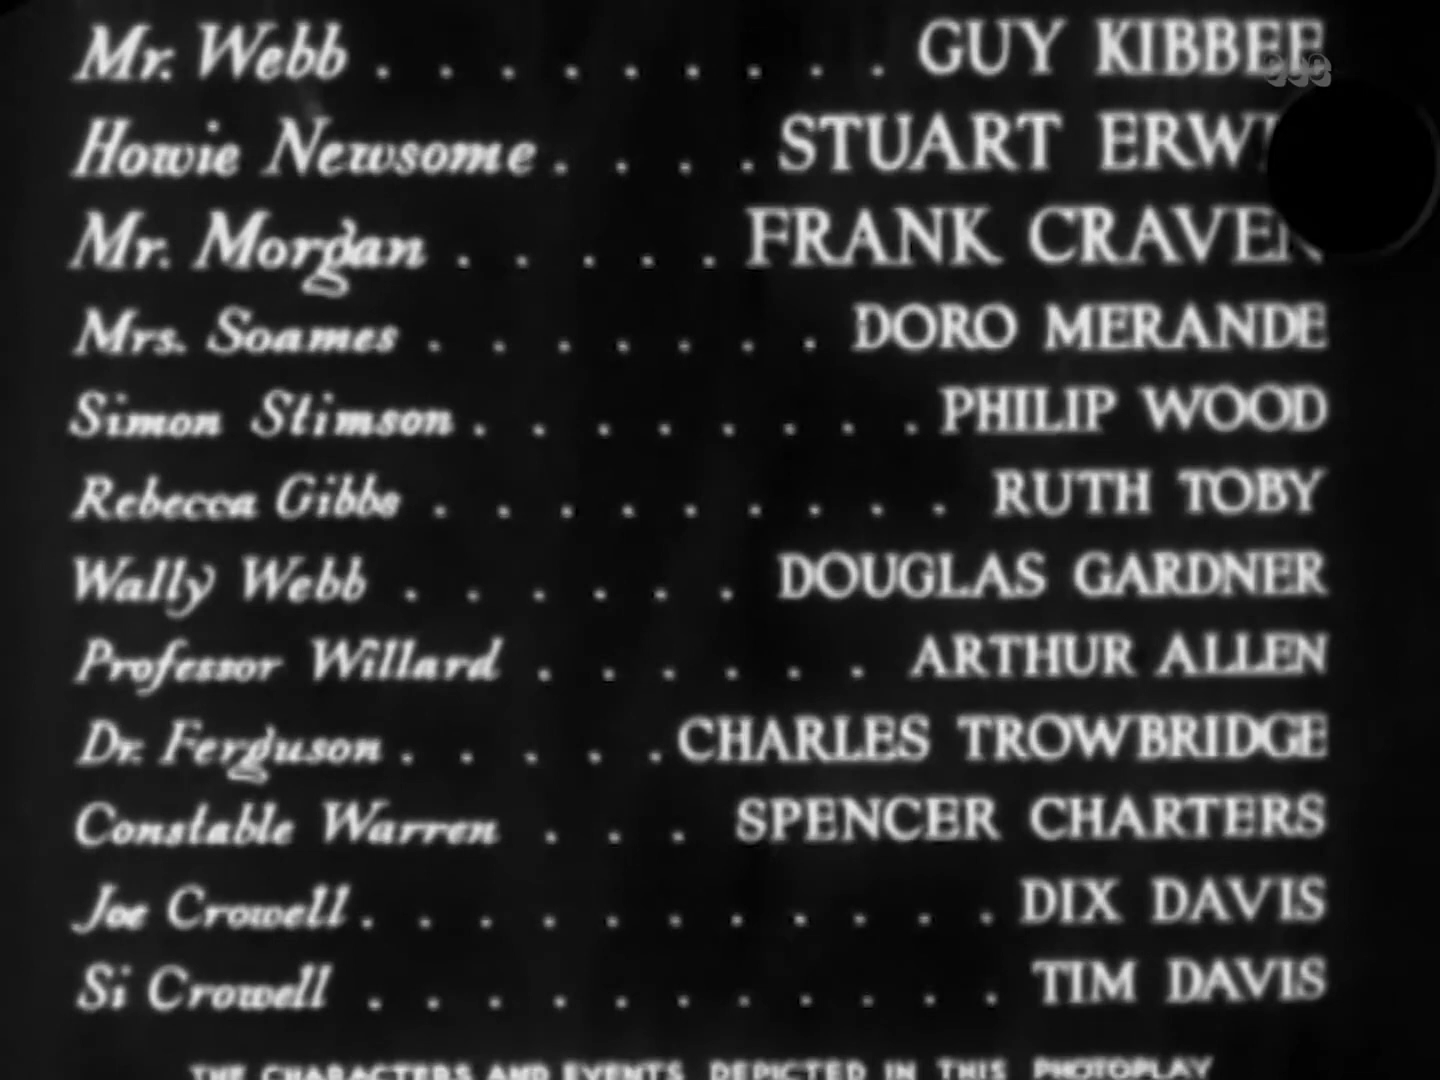 Mr. Webb . . . . . . . . . GUY KIBBEE
Howie Newsome . . . . STUART
Mr. Morgan . . . . . FRANK CRAVEN
Mrs. Soames . . . . . . . DORO MERANDE
Simon Stimson . . . . . . . . PHILIP WOOD
Rebecca Gibbs . . . . . . . . . RUTH TOBY
Wally Webb . . . . . . DOUGLAS GARDNER
Professor Willard . . . . . . ARTHUR ALLEN
Dr. Ferguson . . . . . CHARLES TROWBRIDGE
Constable Warren . . . SPENCER CHARTERS
Joe Crowell . . . . . . . . . . . DIX DAVIS
Si Crowell . . . . . . . . . . . TIM DAVIS
THE CHARACTERS AND EVENTS DEPICTED IN THIS PHOTOPLAY